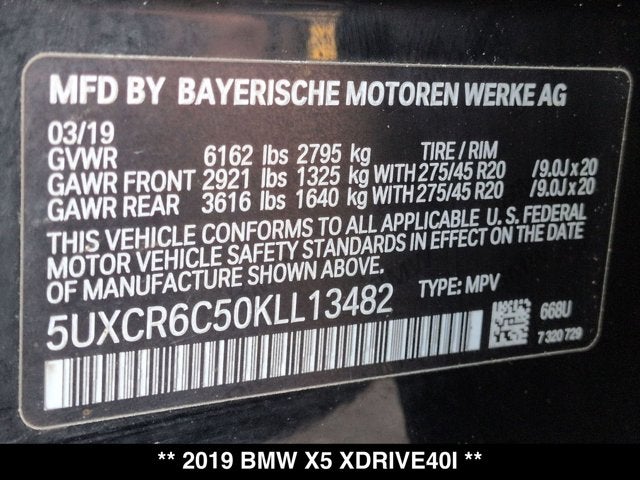 MFD BY BAYERISCHE MOTOREN WERKE AG
03/19
GVWR 6162 lbs 2795 kg TIRE / RIM
GAWR FRONT 2921 lbs 1325 kg WITH 275/45 R20 /9.0J x 20
GAWR REAR 3616 lbs 1640 kg WITH 275/45 R20 /9.0J x 20
THIS VEHICLE CONFORMS TO ALL APPLICABLE U. S. FEDERAL
MOTOR VEHICLE SAFETY STANDARDS IN EFFECT ON THE DATE
OF MANUFACTURE SHOWN ABOVE.
5UXCR6C50KLL13482 TYPE: MPV
668U
7 320 729
** 2019 BMW X5 XDRIVE40I **